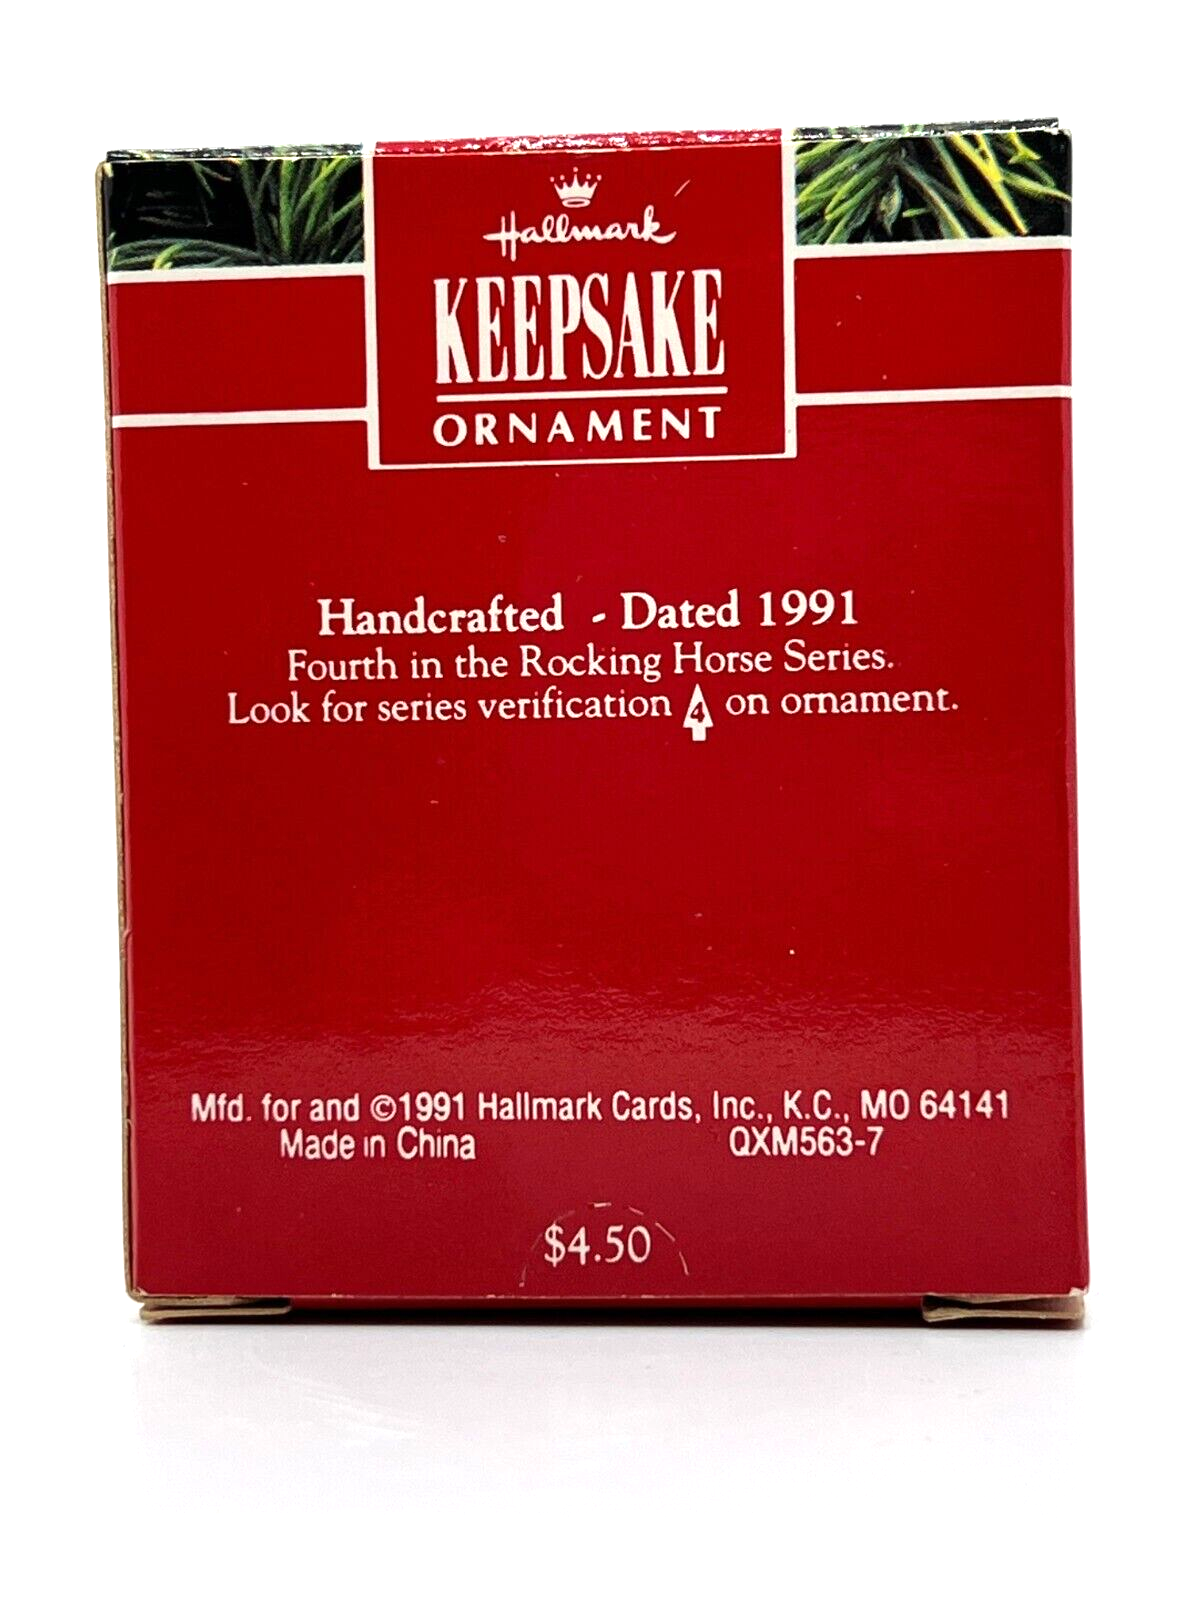 Hallmark
KEEPSAKE
ORNAMENT
Handcrafted - Dated 1991
Fourth in the Rocking Horse Series.
Look for series verification 4 on ornament.
Mfd. for and ©1991 Hallmark Cards, Inc., K.C., MO 64141
Made in China QXM563-7
$4.50